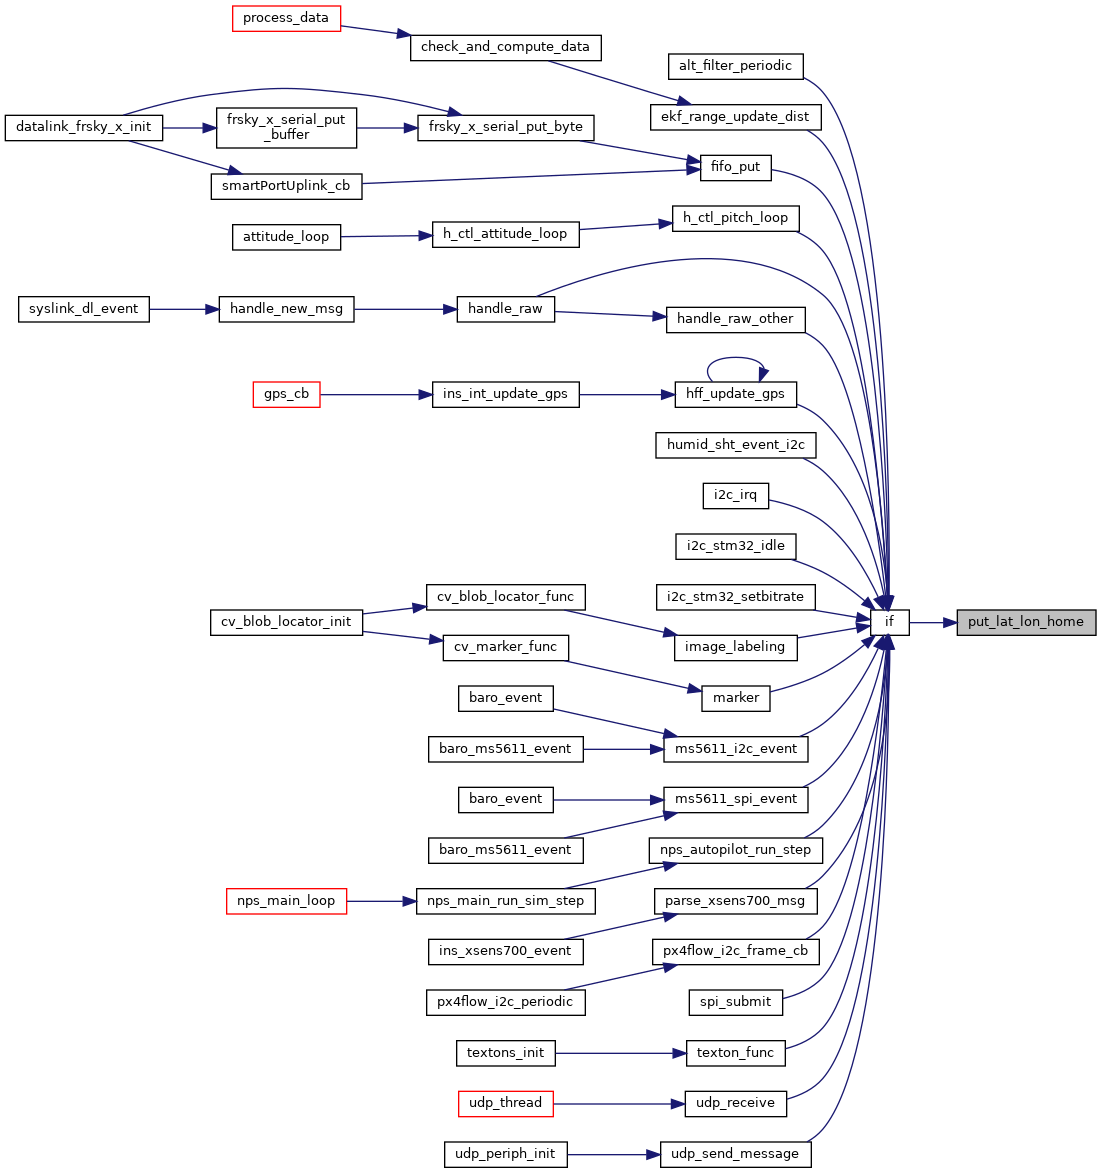 process_data
check_and_compute_data
alt_filter_periodic
ekf_range_update_dist
datalink_frsky_x_init
frsky_x_serial_put
_buffer
frsky_x_serial_put_byte
fifo_put
smartPortUplink_cb
h_ctl_pitch_loop
attitude_loop
h_ctl_attitude_loop
syslink_dl_event
handle_new_msg
handle_raw
handle_raw_other
gps_cb
ins_int_update_gps
hff_update_gps
humid_sht_event_i2c
i2c_irq
i2c_stm32_idle
cv_blob_locator_func
i2c_stm32_setbitrate
cv_blob_locator_init
if
put_lat_lon_home
cv_marker_func
image_labeling
baro_event
marker
baro_ms5611_event
ms5611_i2c_event
baro_event
ms5611_spi_event
baro_ms5611_event
nps_autopilot_run_step
nps_main_loop
nps_main_run_sim_step
parse_xsens700_msg
ins_xsens700_event
px4flow_i2c_frame_cb
px4flow_i2c_periodic
spi_submit
textons_init
texton_func
udp_thread
udp_receive
udp_periph_init
udp_send_message